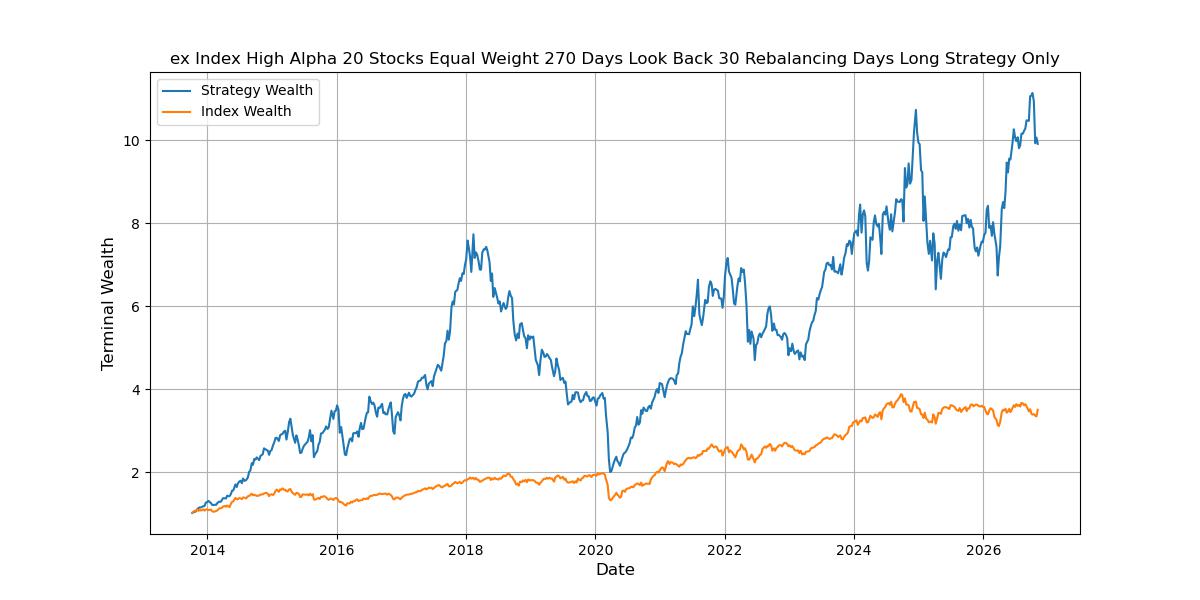 ex Index High Alpha 20 Stocks Equal Weight 270 Days Look Back 30 Rebalancing Days Long Strategy Only
Strategy Wealth
Index Wealth
Terminal Wealth
10
8
6
4
2
2014 2016 2018 2020 2022 2024 2026
Date